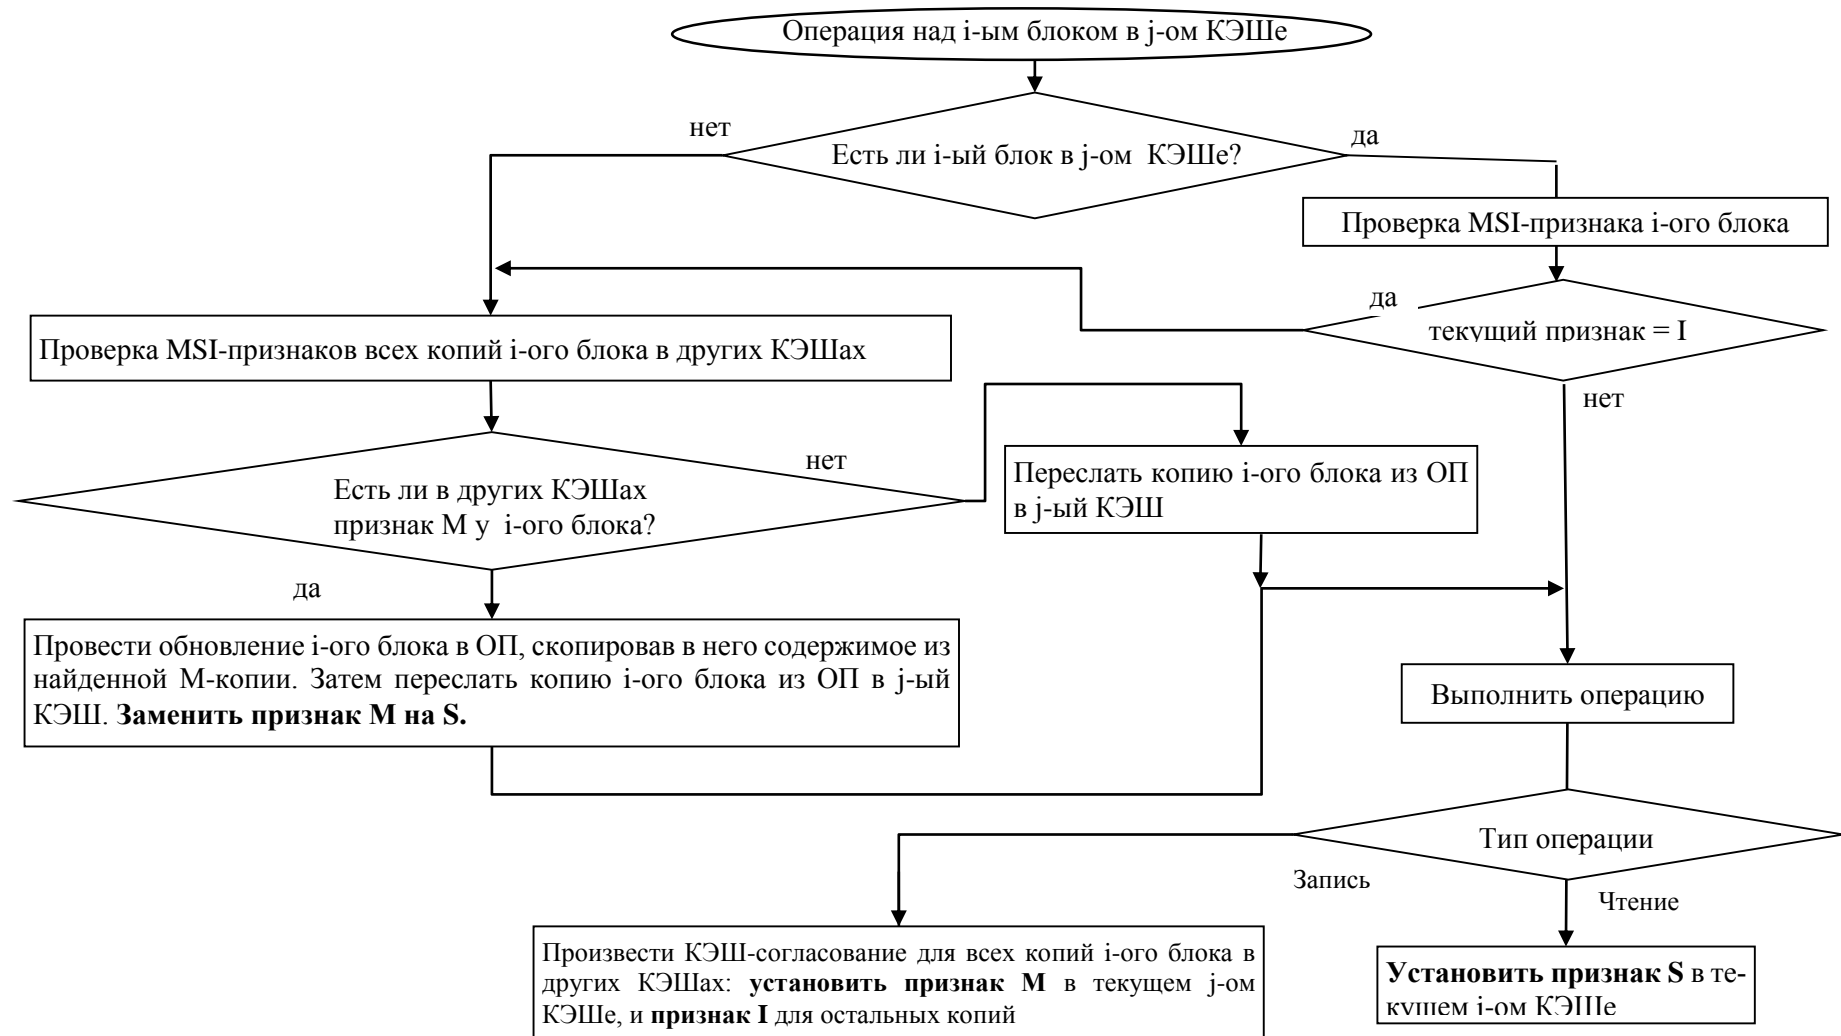 Операция над i-ым блоком в j-ом КЭШе
нет
да
Есть ли i-ый блок в j-ом КЭШе?
Проверка MSI-признака i-ого блока
да
текущий признак = I
Проверка MSI-признаков всех копий i-ого блока в других КЭШах
нет
нет
Есть ли в других КЭШах
признак М у i-ого блока?
Переслать копию i-ого блока из ОП
в j-ый КЭШ
да
Провести обновление i-ого блока в ОП, скопировав в него содержимое из
найденной М-копии. Затем переслать копию i-ого блока из ОП в j-ый
КЭШ. Заменить признак М на S.
Выполнить операцию
Тип операции
Запись
Чтение
Произвести КЭШ-согласование для всех копий i-ого блока в
других КЭШах: установить признак М в текущем j-ом
КЭШе, и признак I для остальных копий
Установить признак S в те-
кущем j-ом КЭШе